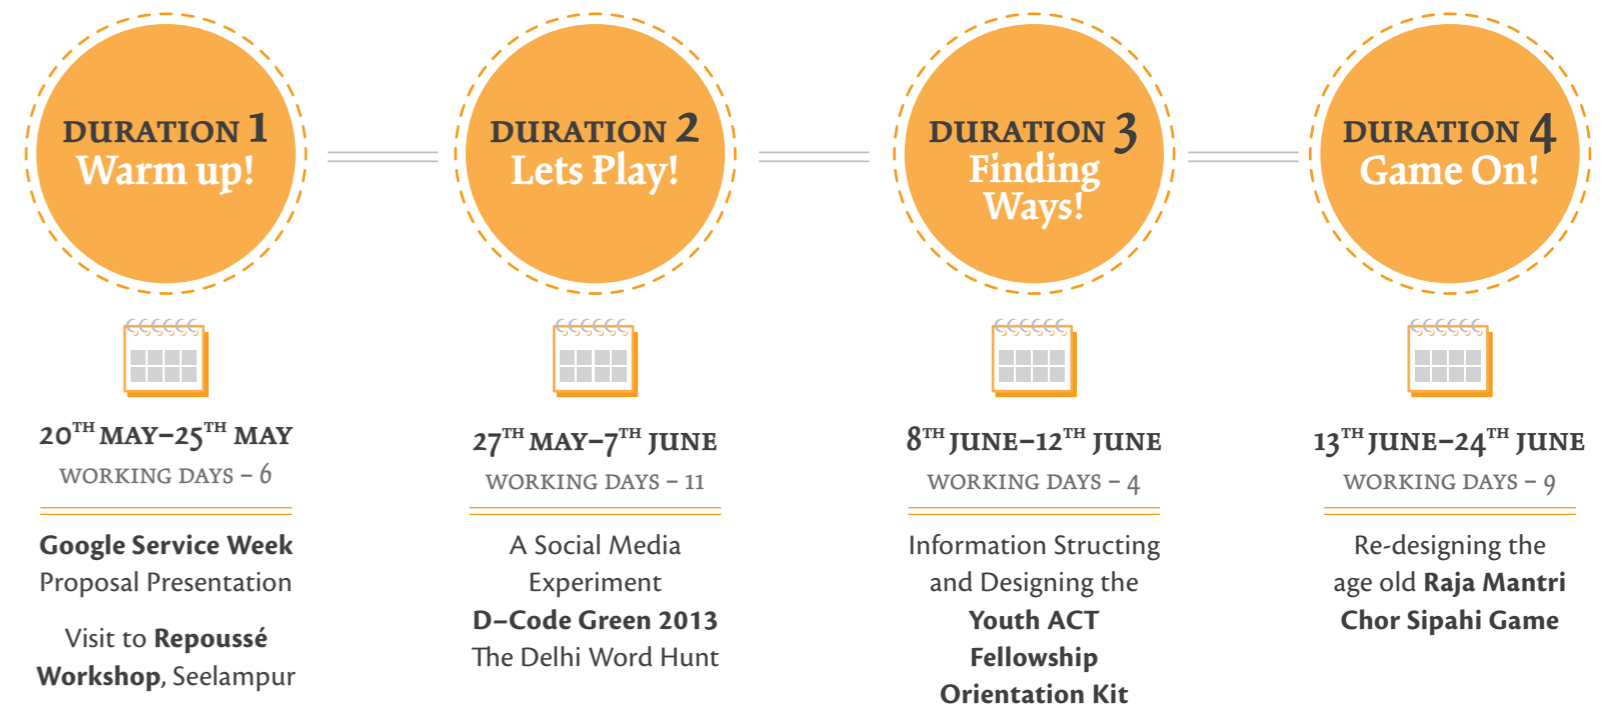 DURATION 1
Warm up!
20TH MAY–25TH MAY
WORKING DAYS – 6
Google Service Week
Proposal Presentation
Visit to Repoussé
Workshop, Seelampur
DURATION 2
Lets Play!
27TH MAY–7TH JUNE
WORKING DAYS – 11
A Social Media
Experiment
D–Code Green 2013
The Delhi Word Hunt
DURATION 3
Finding
Ways!
8TH JUNE–12TH JUNE
WORKING DAYS – 4
Information Structing
and Designing the
Youth ACT
Fellowship
Orientation Kit
DURATION 4
Game On!
13TH JUNE–24TH JUNE
WORKING DAYS – 9
Re-designing the
age old Raja Mantri
Chor Sipahi Game